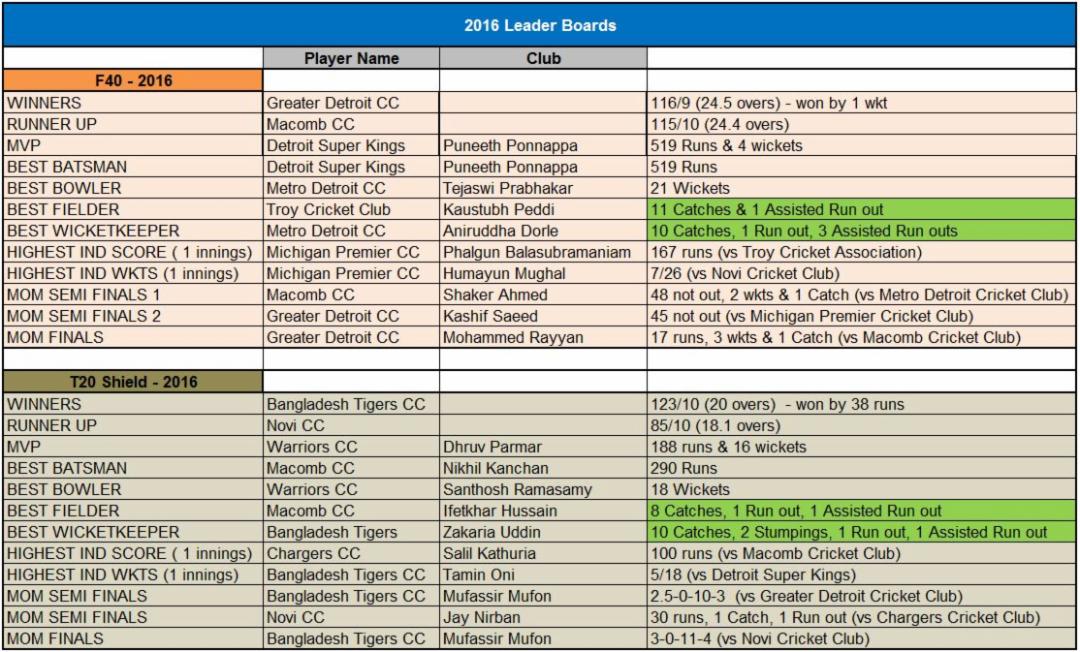 2016 Leader Boards
Player Name Club
F40 - 2016
WINNERS Greater Detroit CC 116/9 (24.5 overs) - won by 1 wkt
RUNNER UP Macomb CC 115/10 (24.4 overs)
MVP Detroit Super Kings Puneeth Ponnappa 519 Runs & 4 wickets
BEST BATSMAN Detroit Super Kings Puneeth Ponnappa 519 Runs
BEST BOWLER Metro Detroit CC Tejaswi Prabhakar 21 Wickets
BEST FIELDER Troy Cricket Club Kaustubh Peddi 11 Catches & 1 Assisted Run out
BEST WICKETKEEPER Metro Detroit CC Aniruddha Dorle 10 Catches, 1 Run out, 3 Assisted Run outs
HIGHEST IND SCORE ( 1 innings) Michigan Premier CC Phalgun Balasubramaniam 167 runs (vs Troy Cricket Association)
HIGHEST IND WKTS (1 innings) Michigan Premier CC Humayun Mughal 7/26 (vs Novi Cricket Club)
MOM SEMI FINALS 1 Macomb CC Shaker Ahmed 48 not out, 2 wkts & 1 Catch (vs Metro Detroit Cricket Club)
MOM SEMI FINALS 2 Greater Detroit CC Kashif Saeed 45 not out (vs Michigan Premier Cricket Club)
MOM FINALS Greater Detroit CC Mohammed Rayyan 17 runs, 3 wkts & 1 Catch (vs Macomb Cricket Club)
T20 Shield - 2016
WINNERS Bangladesh Tigers CC 123/10 (20 overs) - won by 38 runs
RUNNER UP Novi CC 85/10 (18.1 overs)
MVP Warriors CC Dhruv Parmar 188 runs & 16 wickets
BEST BATSMAN Macomb CC Nikhil Kanchan 290 Runs
BEST BOWLER Warriors CC Santhosh Ramasamy 18 Wickets
BEST FIELDER Macomb CC Ifetkhar Hussain 8 Catches, 1 Run out, 1 Assisted Run out
BEST WICKETKEEPER Bangladesh Tigers Zakaria Uddin 10 Catches, 2 Stumpings, 1 Run out, 1 Assisted Run out
HIGHEST IND SCORE ( 1 innings) Chargers CC Salil Kathuria 100 runs (vs Macomb Cricket Club)
HIGHEST IND WKTS (1 innings) Bangladesh Tigers CC Tamin Oni 5/18 (vs Detroit Super Kings)
MOM SEMI FINALS Bangladesh Tigers CC Mufassir Mufon 2.5-0-10-3 (vs Greater Detroit Cricket Club)
MOM SEMI FINALS Novi CC Jay Nirban 30 runs, 1 Catch, 1 Run out (vs Chargers Cricket Club)
MOM FINALS Bangladesh Tigers CC Mufassir Mufon 3-0-11-4 (vs Novi Cricket Club)